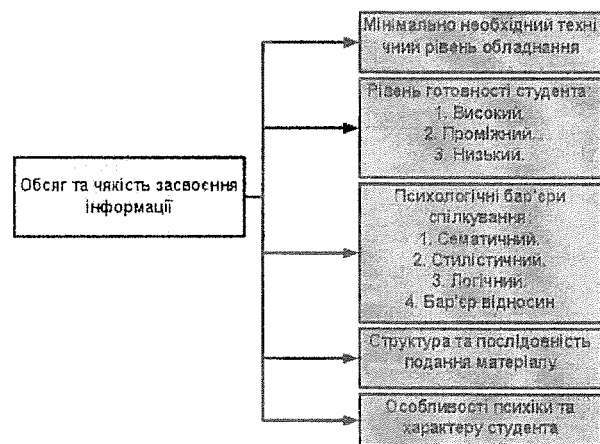 Обсяг та чякість засвоєння
інформації
Мінімально необхідний техні
чний рівень обладнання
Рівень готовності студента:
1. Високий.
2. Проміжний.
3. Низький.
Психологічні бар'єри
спілкування.
1. Сематичний.
2. Стилістичний.
3. Логічний.
4. Бар'єр відносин
Структура та послідовність
подання матеріалу
Особливості психіки та
характеру студента